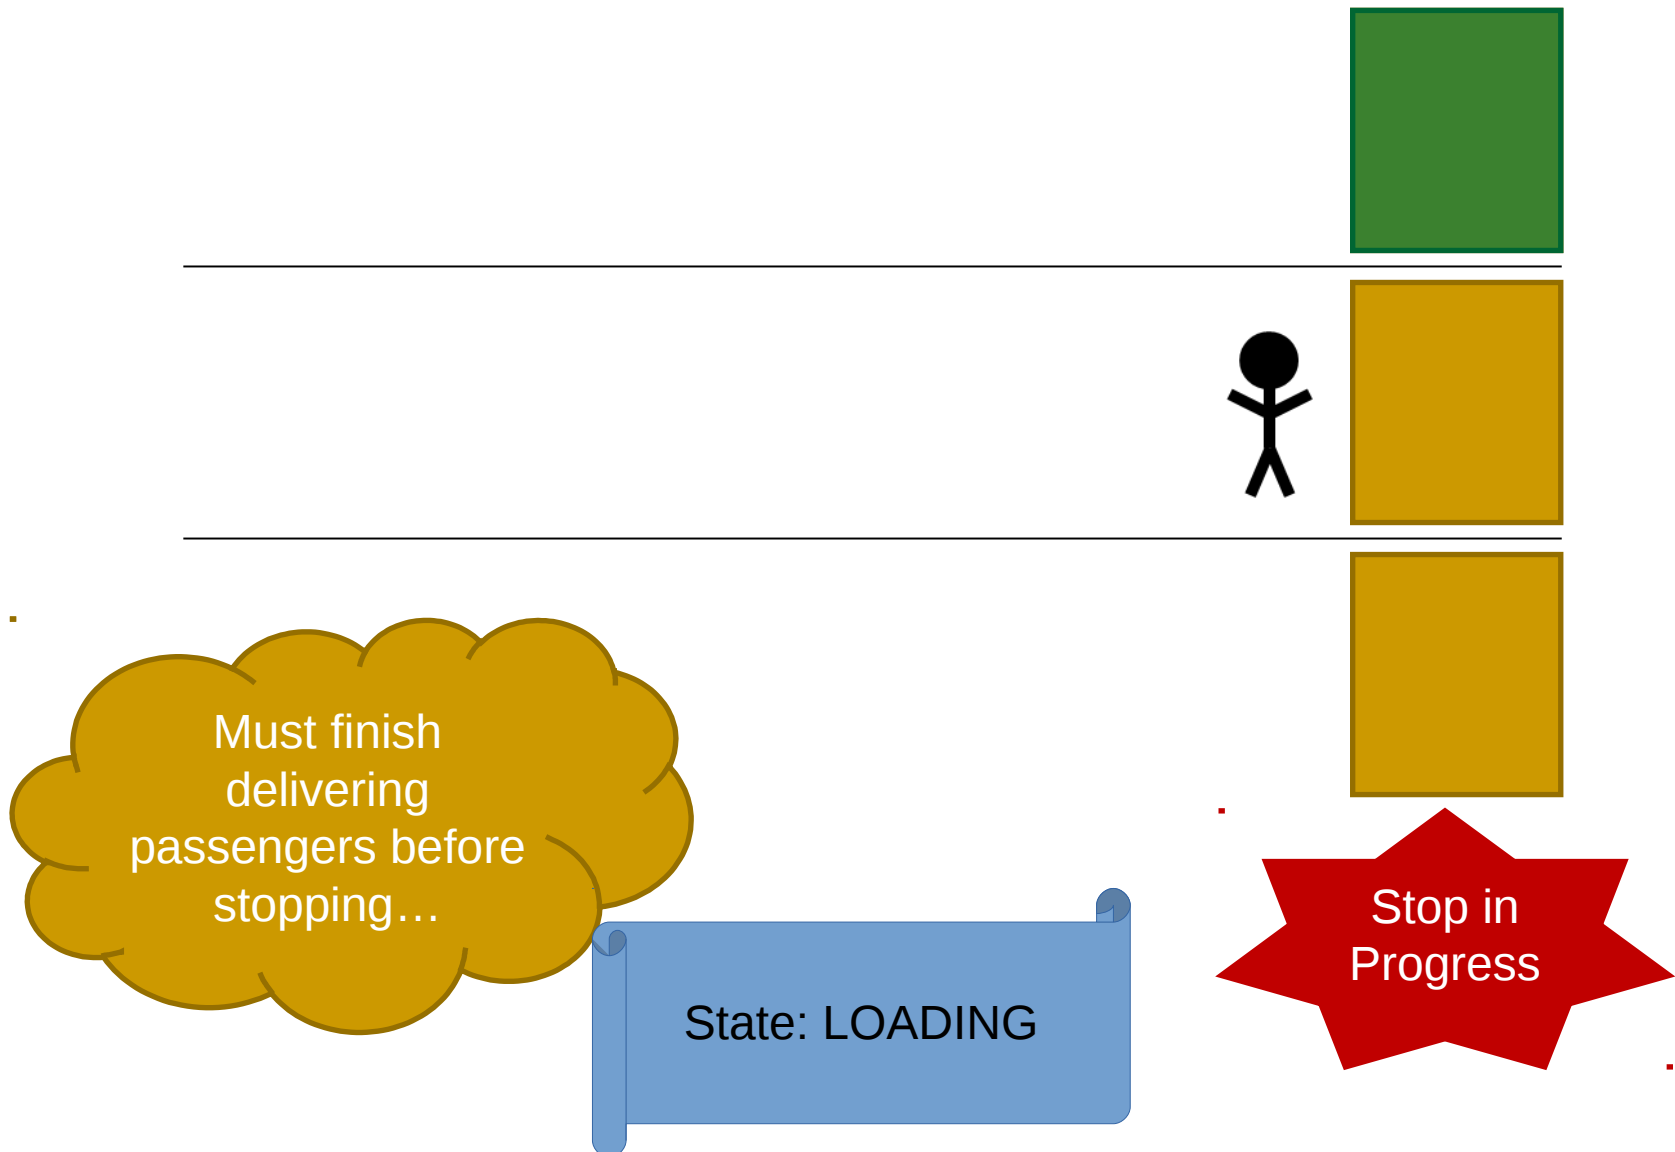 Must finish
delivering
passengers before
stopping…
State: LOADING
Stop in
Progress